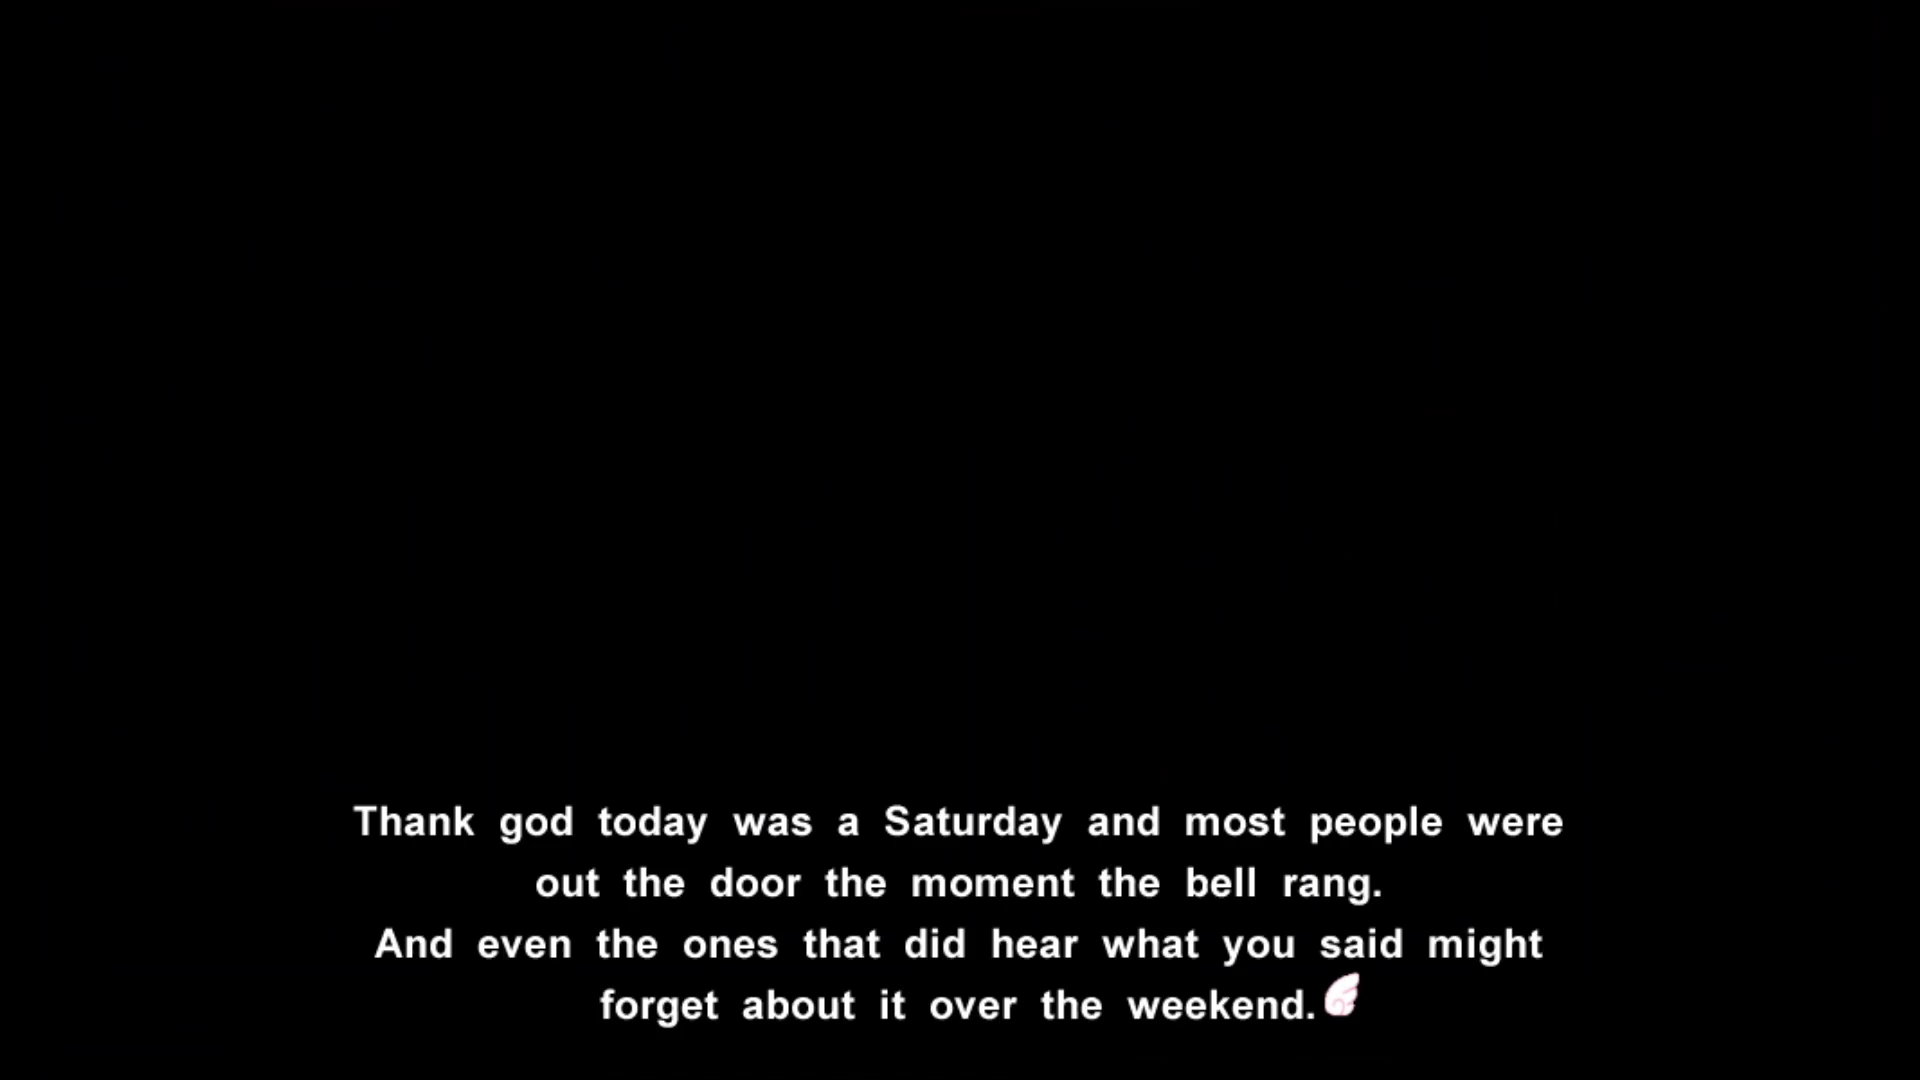 Thank god today was a Saturday and most people were
out the door the moment the bell rang.
And even the ones that did hear what you said might
forget about it over the weekend.